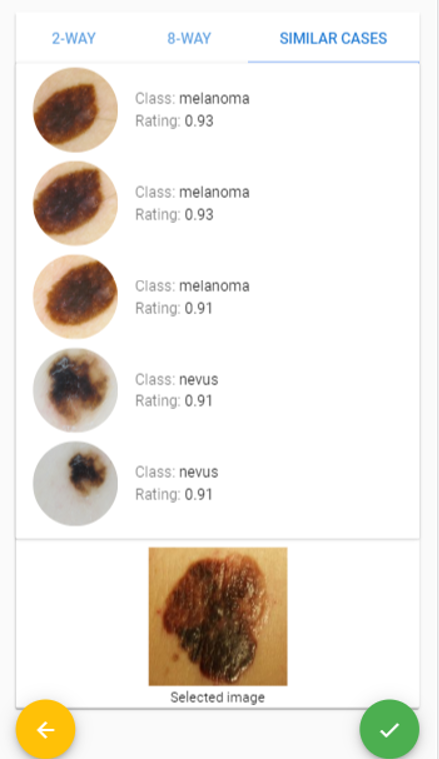 2-WAY 8-WAY SIMILAR CASES
Class: melanoma
Rating: 0.93
Class: melanoma
Rating: 0.93
Class: melanoma
Rating: 0.91
Class: nevus
Rating: 0.91
Class: nevus
Rating: 0.91
Selected image